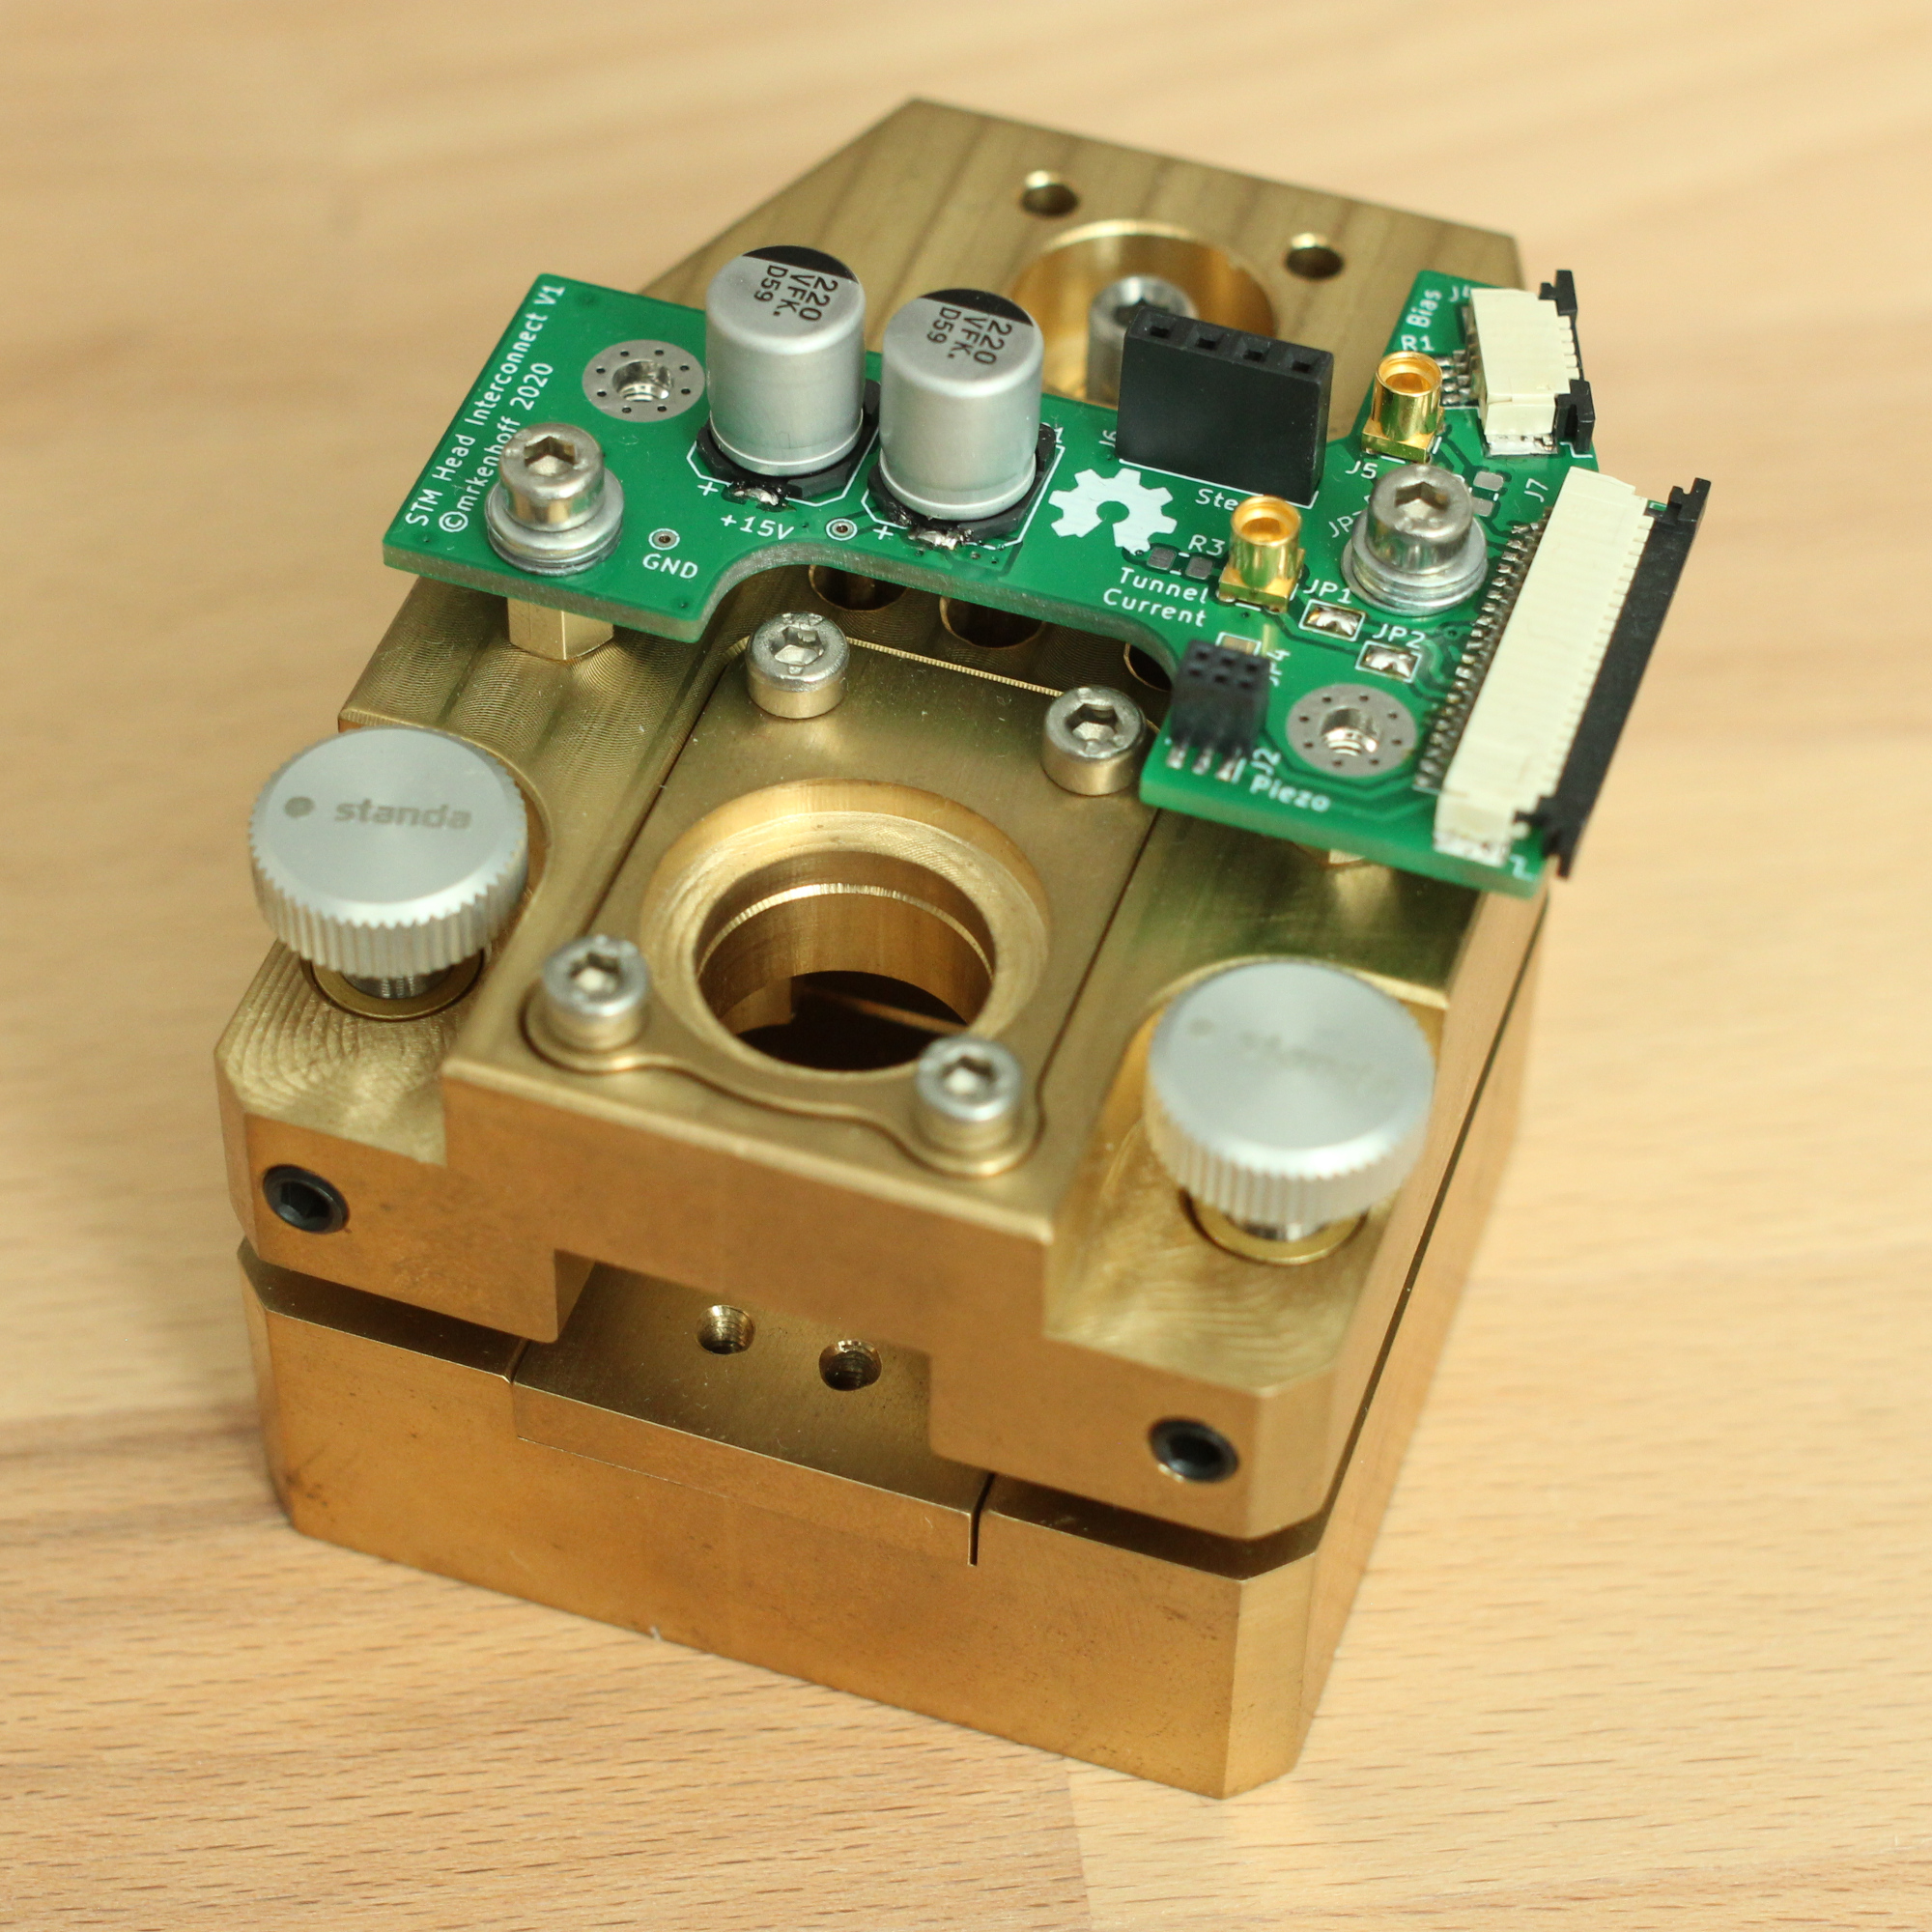 STM Head Interconnect V1
©mrkenhoff 2020
220
VFK.
D59
220
VFK.
D59
+
+15V
GND
+
J6
Ste
Bias
R1
J5
J7
R3
Tunnel
Current
JP1
JP2
J2
Piezo
standa